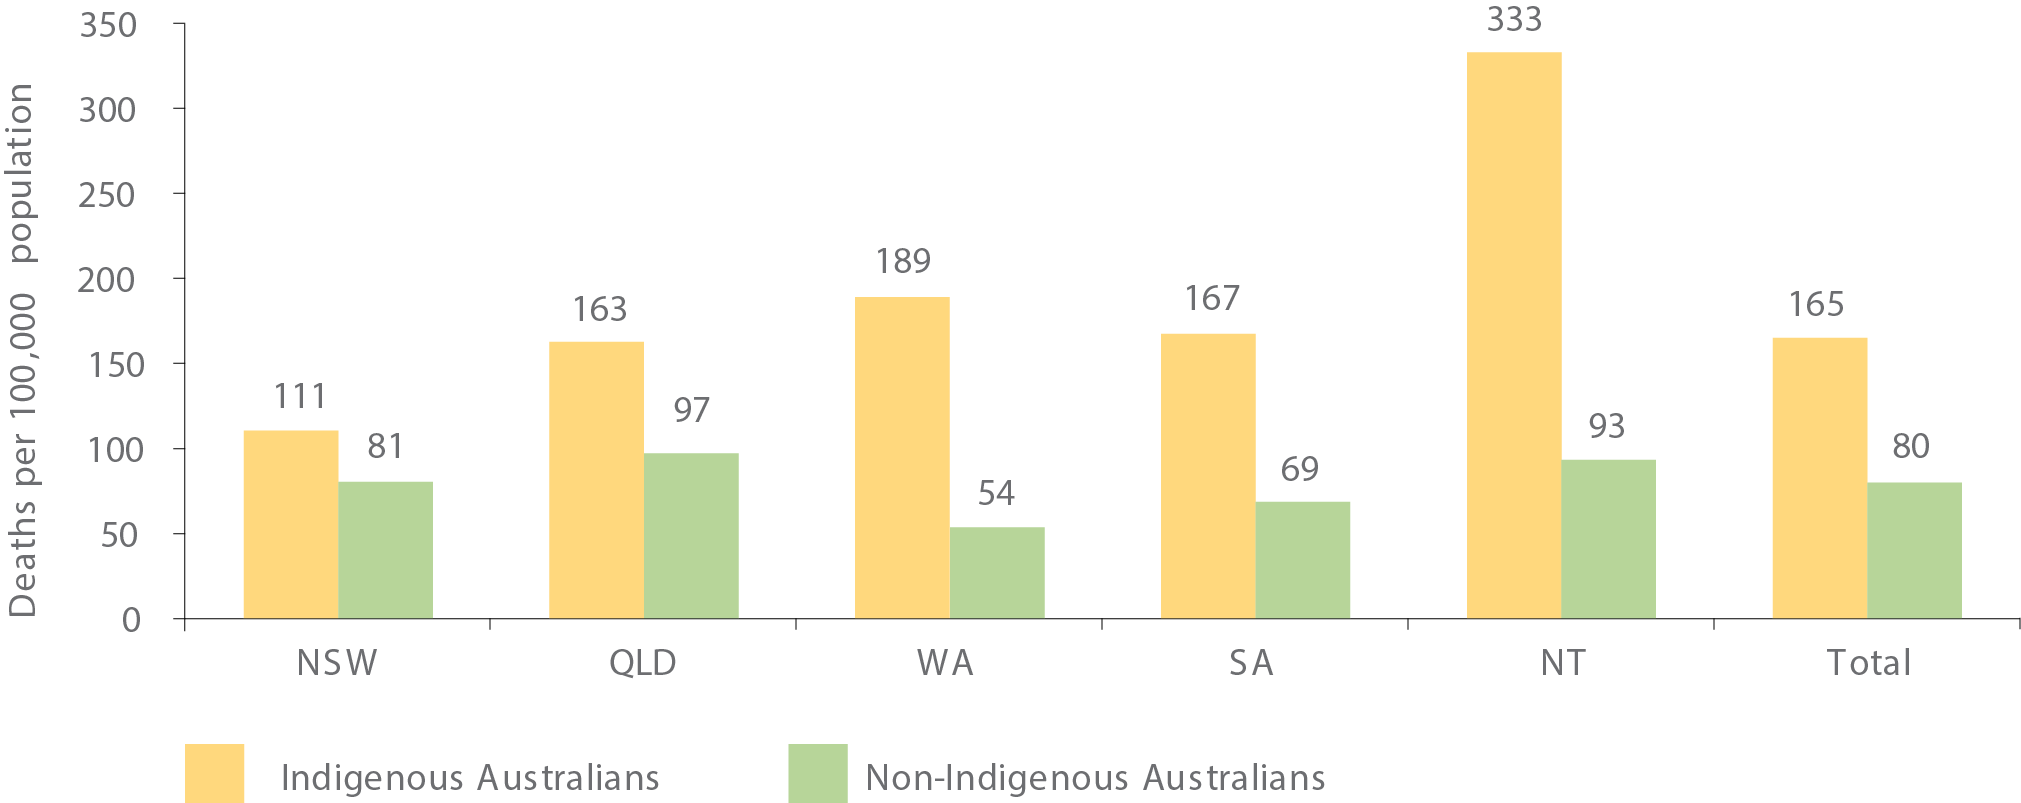 Deaths per 100,000 population
350
300
250
200
150
100
50
0
111
81
163
97
189
54
167
69
333
93
165
80
NSW
QLD
WA
SA
NT
Total
Indigenous Australians
Non-Indigenous Australians